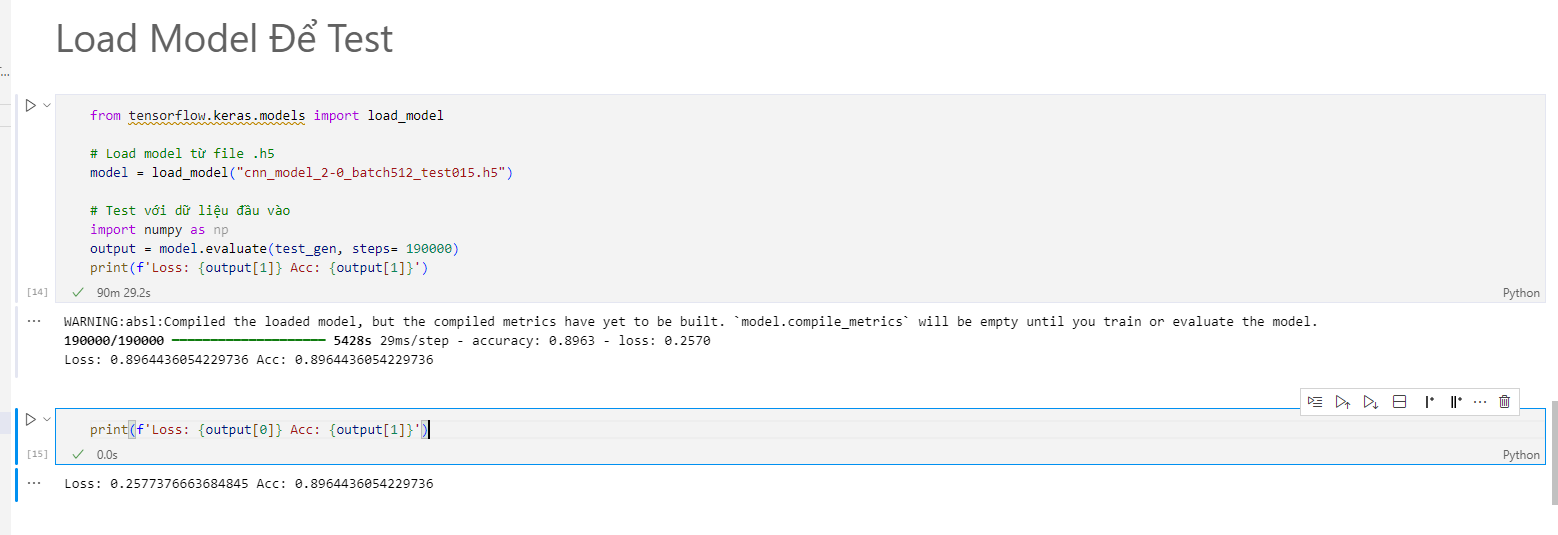 Load Model Để Test
from tensorflow.keras.models import load_model
# Load model từ file .h5
model = load_model("cnn_model_2-0_batch512_test015.h5")
# Test với dữ liệu đầu vào
import numpy as np
output = model.evaluate(test_gen, steps= 190000)
print(f'Loss: {output[1]} Acc: {output[1]}')
[14]
90m 29.2s
Python
WARNING:absl:Compiled the loaded model, but the compiled metrics have yet to be built. `model.compile_metrics` will be empty until you train or evaluate the model.
190000/190000 ━━━━━━━━━━━━━━━━━━━━ 5428s 29ms/step - accuracy: 0.8963 - loss: 0.2570
Loss: 0.8964436054229736 Acc: 0.8964436054229736
print(f'Loss: {output[0]} Acc: {output[1]}')
[15]
0.0s
Python
Loss: 0.2577376663684845 Acc: 0.8964436054229736